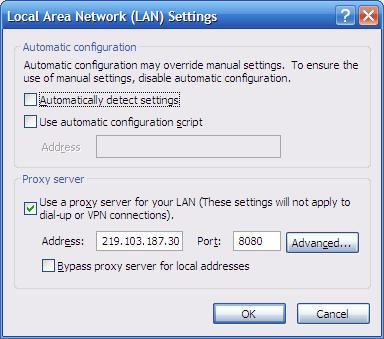 Local Area Network (LAN) Settings
Automatic configuration
Automatic configuration may override manual settings. To ensure the
use of manual settings, disable automatic configuration.
Automatically detect settings
Use automatic configuration script
Address
Proxy server
Use a proxy server for your LAN (These settings will not apply to
dial-up or VPN connections).
Address: 219.103.187.30 Port: 8080 Advanced...
Bypass proxy server for local addresses
OK Cancel